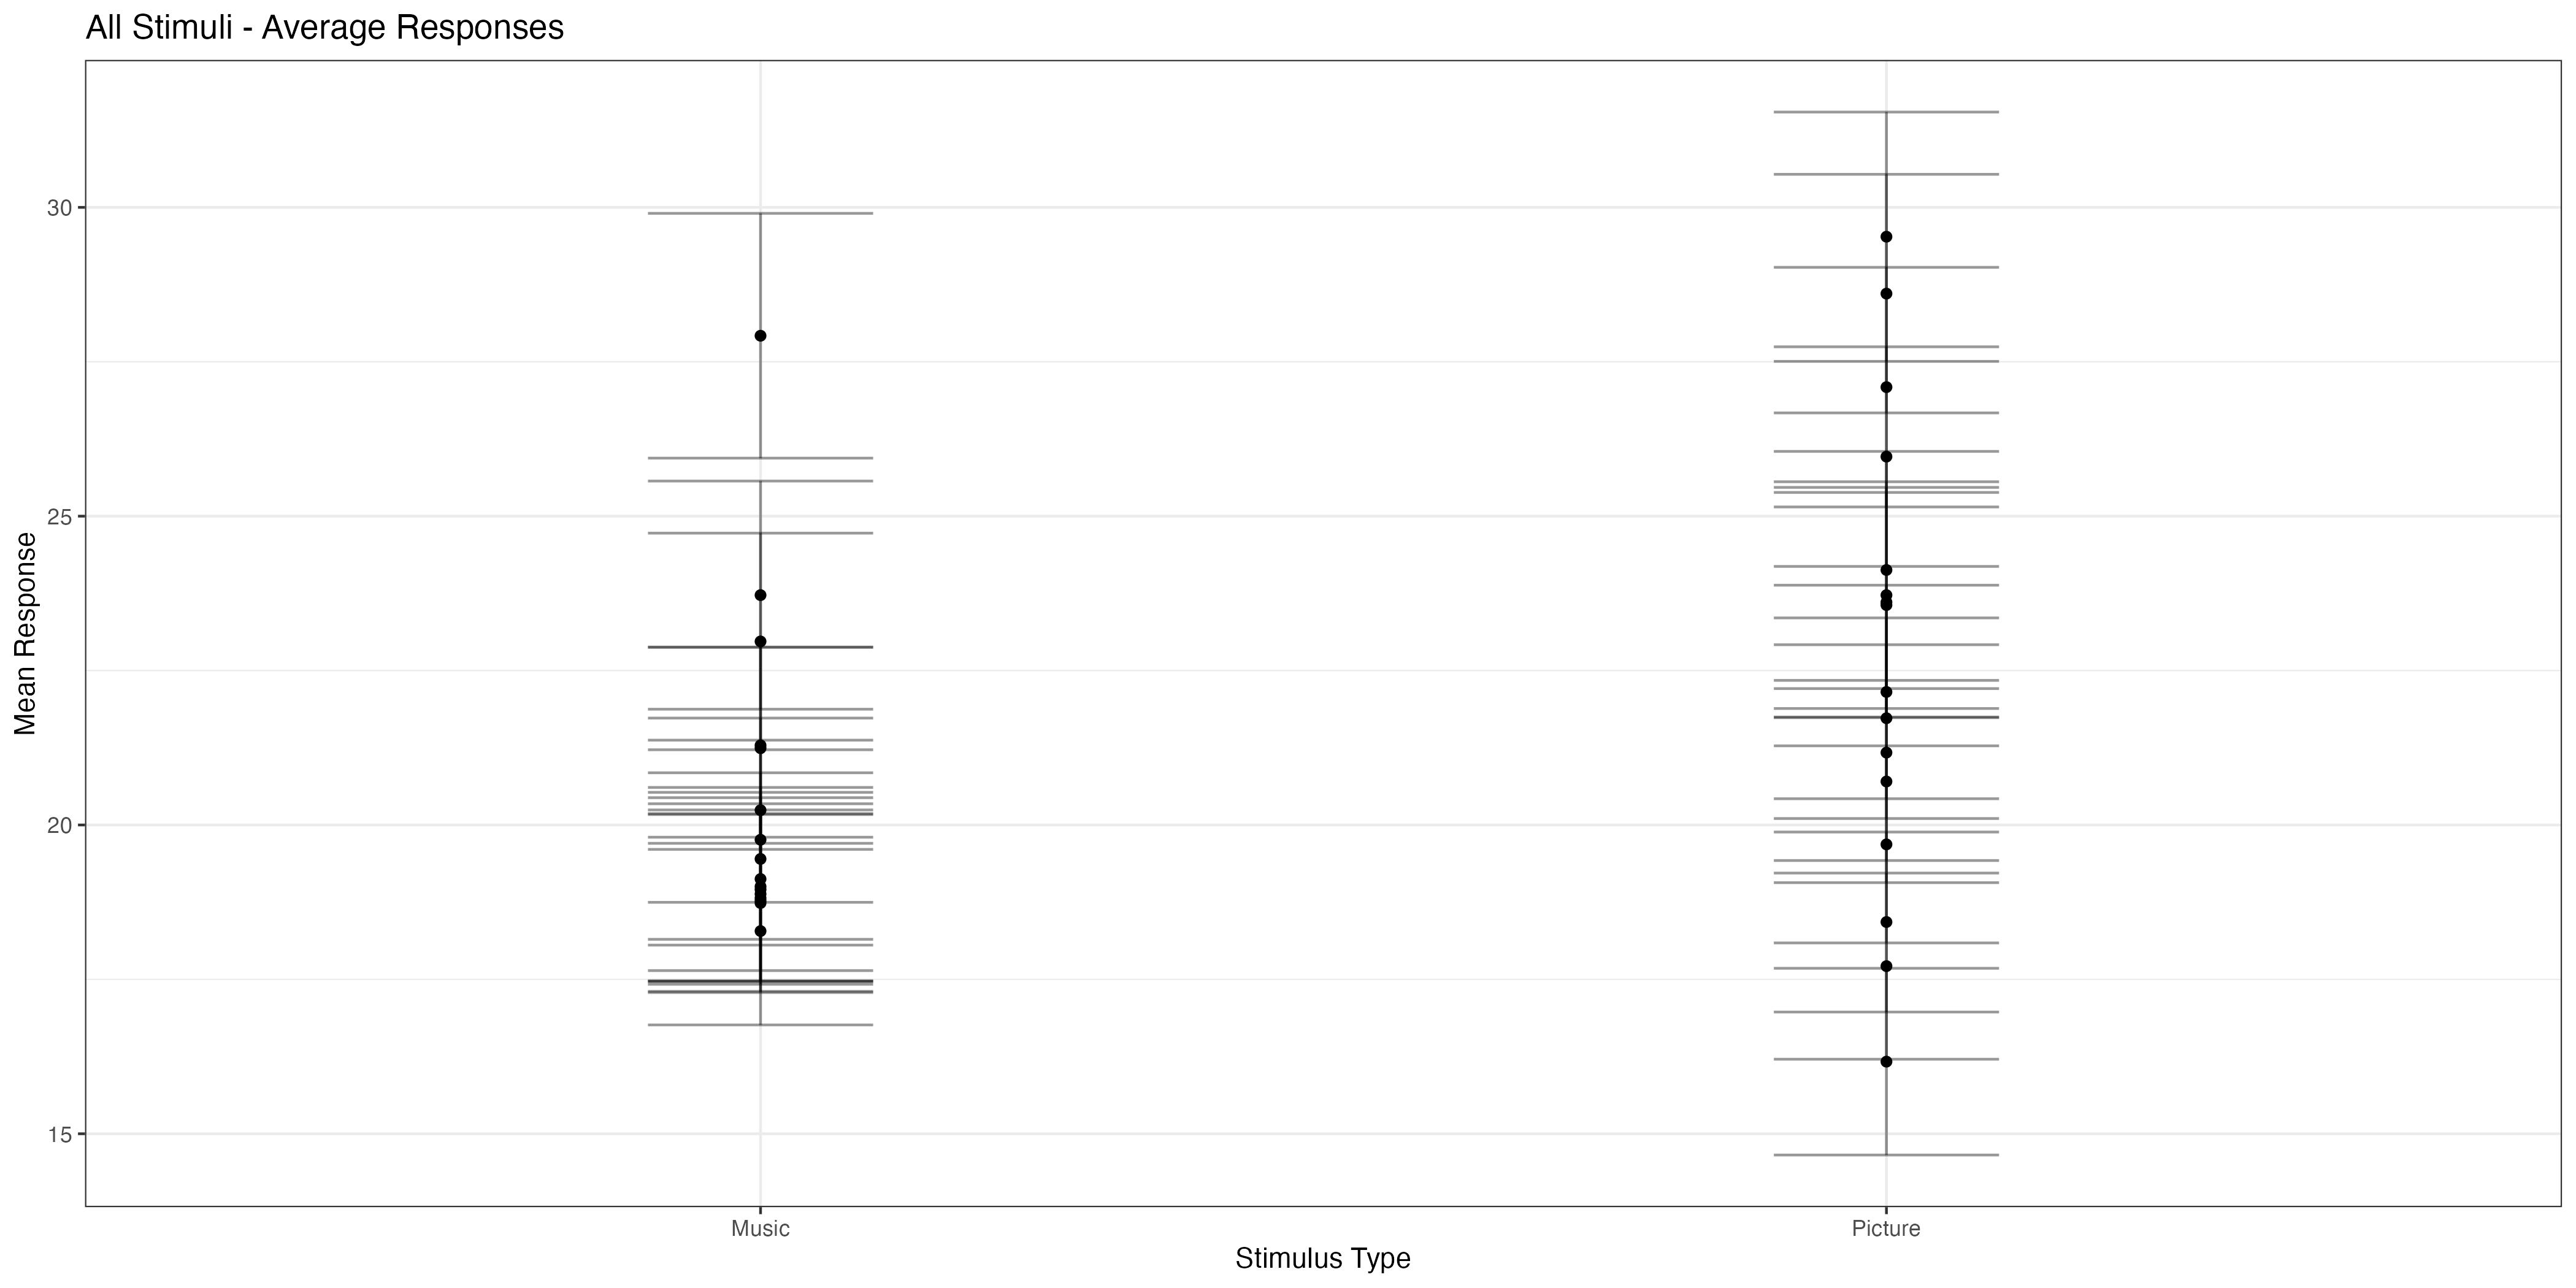 All Stimuli - Average Responses
Mean Response
30
25
20
15
Music
Picture
Stimulus Type